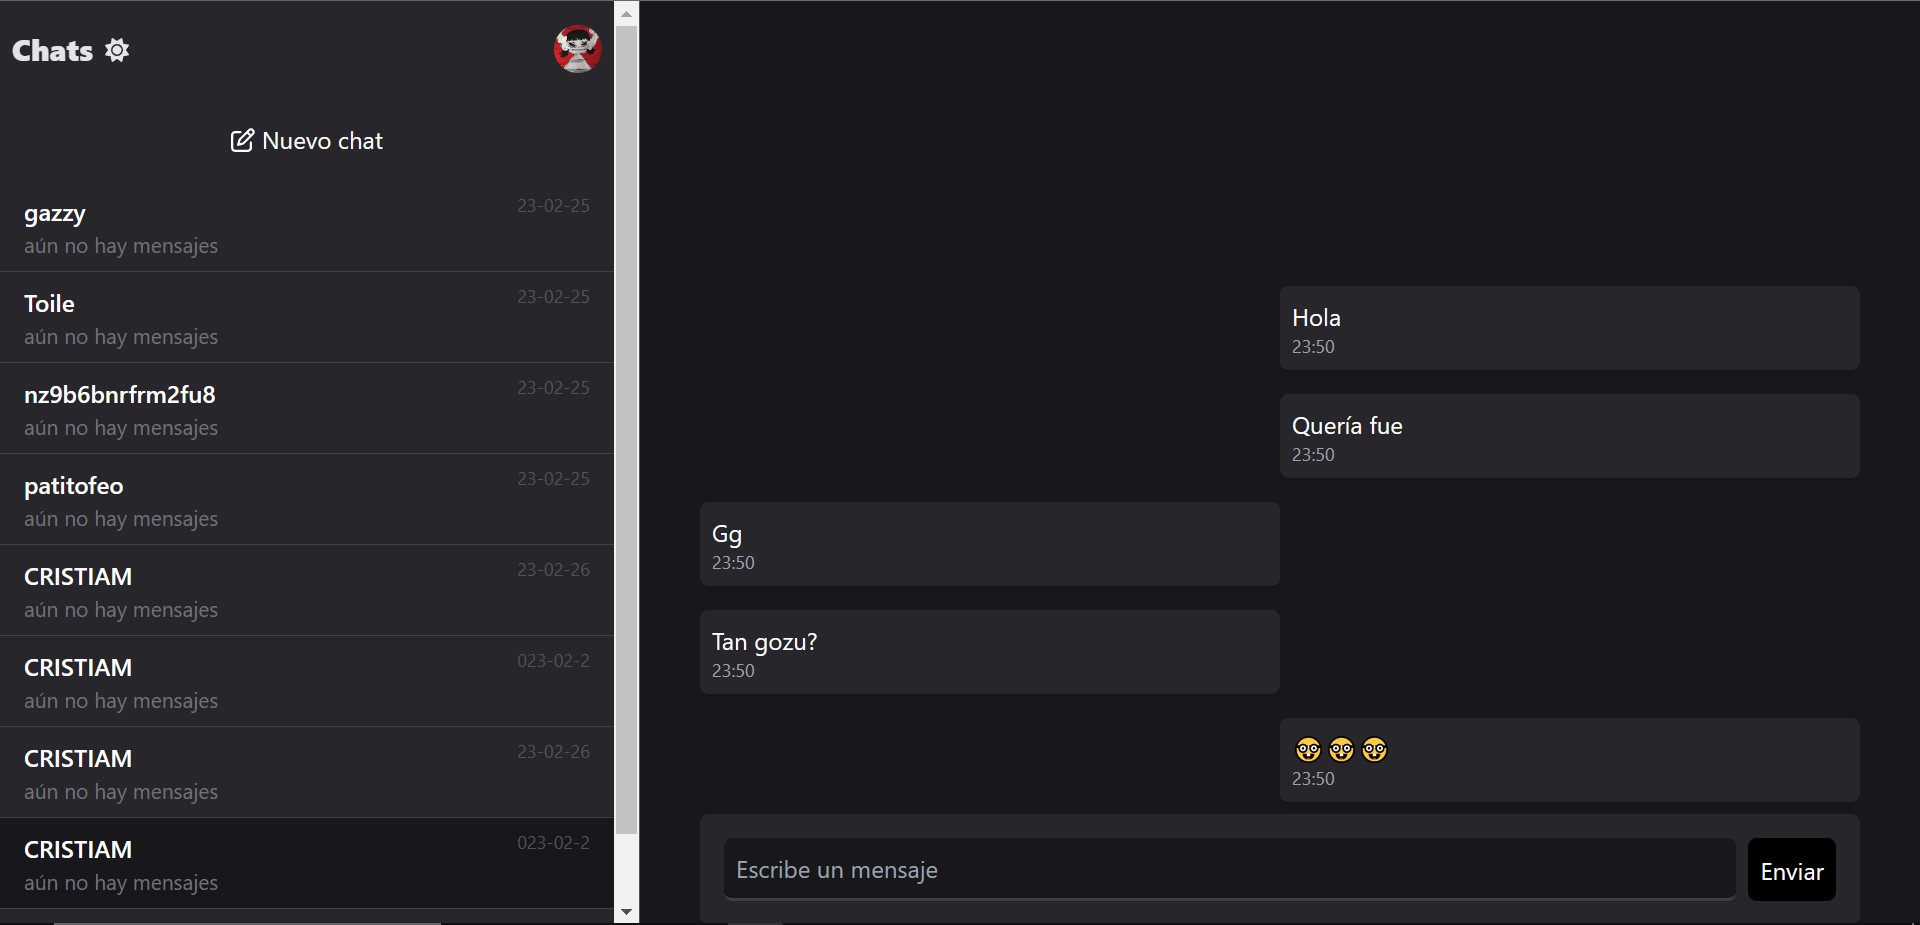 Chats
Nuevo chat
gazzy
23-02-25
aún no hay mensajes
Toile
23-02-25
aún no hay mensajes
nz9b6bnrfrm2fu8
23-02-25
aún no hay mensajes
patitofeo
23-02-25
aún no hay mensajes
CRISTIAM
23-02-26
aún no hay mensajes
CRISTIAM
023-02-2
aún no hay mensajes
CRISTIAM
23-02-26
aún no hay mensajes
CRISTIAM
023-02-2
aún no hay mensajes
Hola
23:50
Quería fue
23:50
Gg
23:50
Tan gozu?
23:50
🤓🤓🤓
23:50
Escribe un mensaje
Enviar